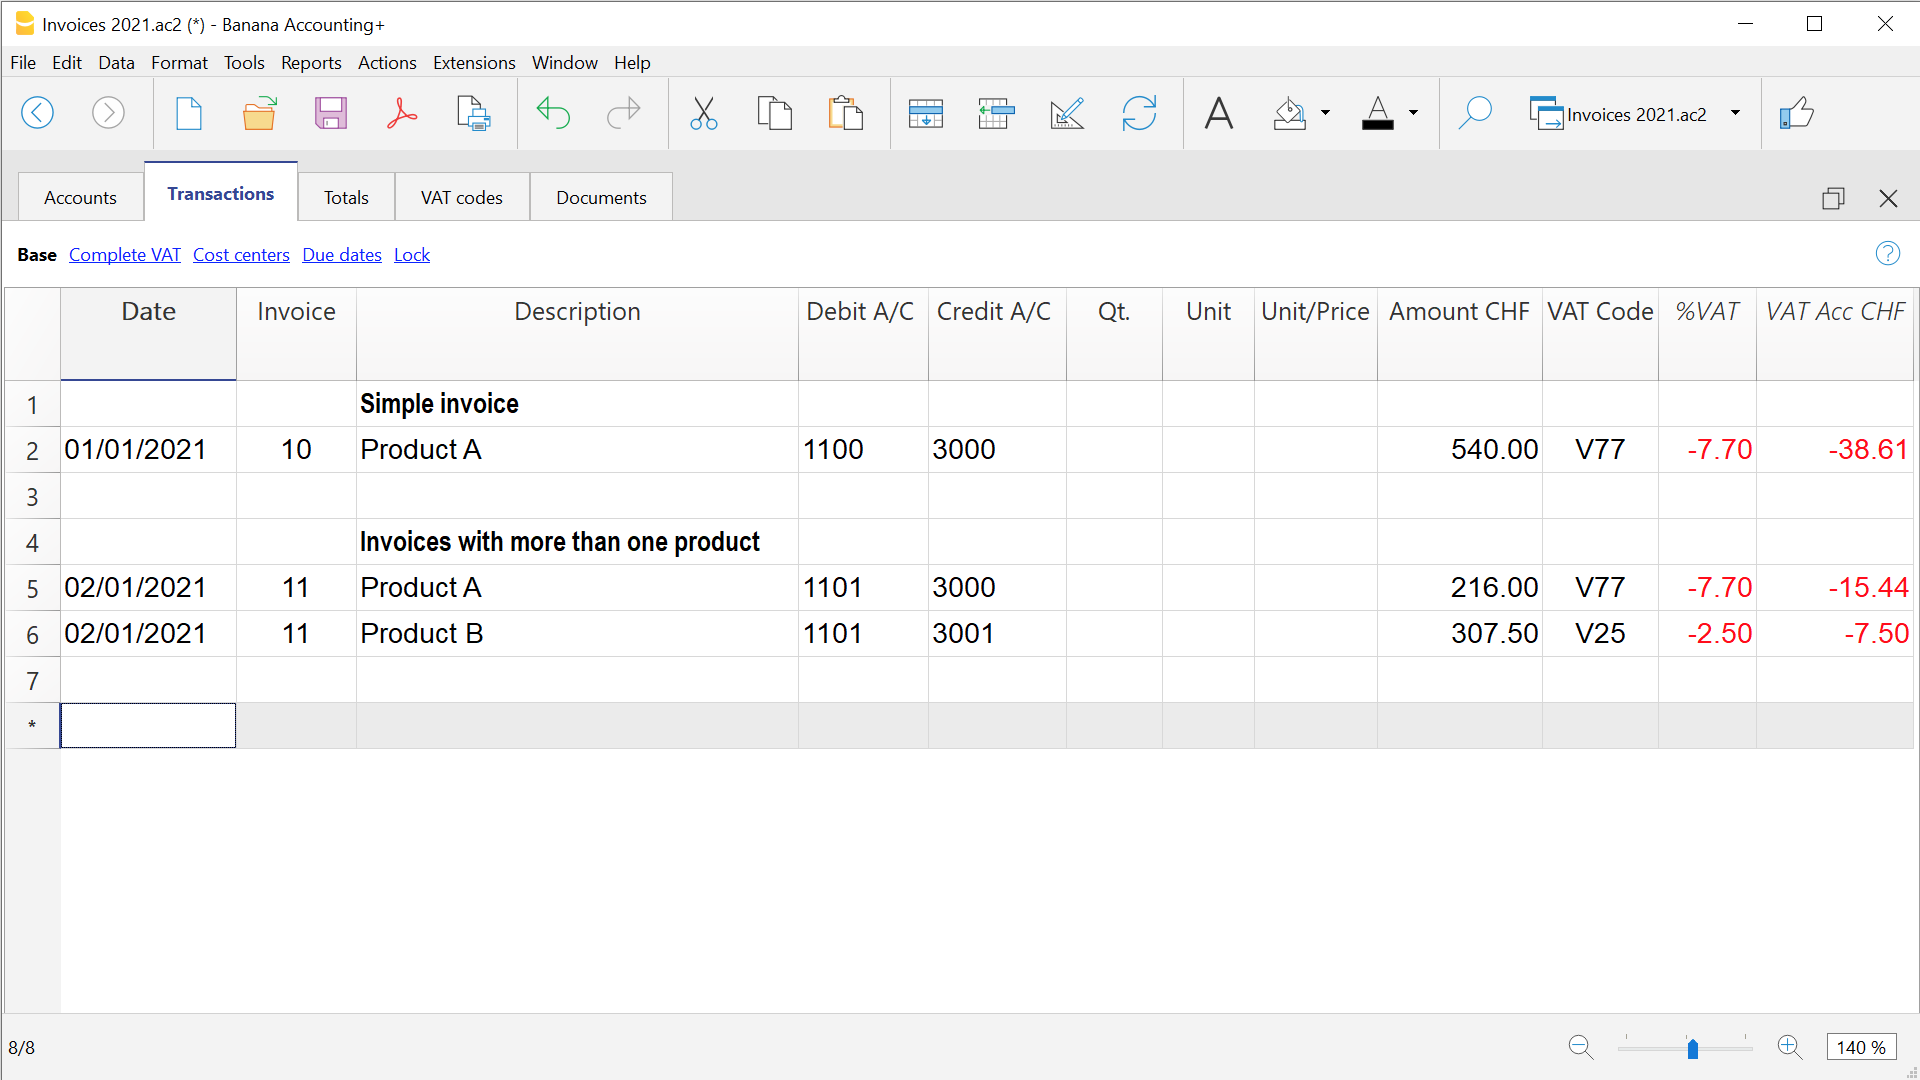 Invoices 2021.ac2 (*) - Banana Accounting+
File Edit Data Format Tools Reports Actions Extensions Window Help
Invoices 2021.ac2
Accounts Transactions Totals VAT codes Documents
Base Complete VAT Cost centers Due dates Lock ?
Date Invoice Description Debit A/C Credit A/C Qt. Unit Unit/Price Amount CHF VAT Code %VAT VAT Acc CHF
1 Simple invoice
2 01/01/2021 10 Product A 1100 3000 540.00 V77 -7.70 -38.61
3
4 Invoices with more than one product
5 02/01/2021 11 Product A 1101 3000 216.00 V77 -7.70 -15.44
6 02/01/2021 11 Product B 1101 3001 307.50 V25 -2.50 -7.50
7
*
8/8 140 %